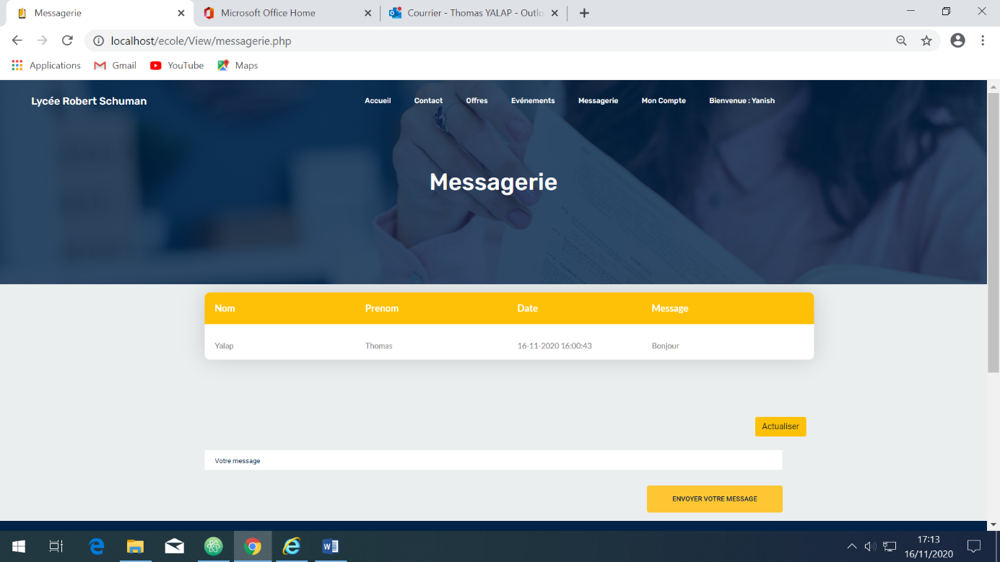 Messagerie
Microsoft Office Home
Courrier - Thomas YALAP - Outlo
localhost/ecole/View/messagerie.php
Applications Gmail YouTube Maps
Lycée Robert Schuman Accueil Contact Offres Evénements Messagerie Mon Compte Bienvenue : Yanish
Messagerie
Nom Prenom Date Message
Yalap Thomas 16-11-2020 16:00:43 Bonjour
Actualiser
Votre message
ENVOYER VOTRE MESSAGE
17:13
16/11/2020